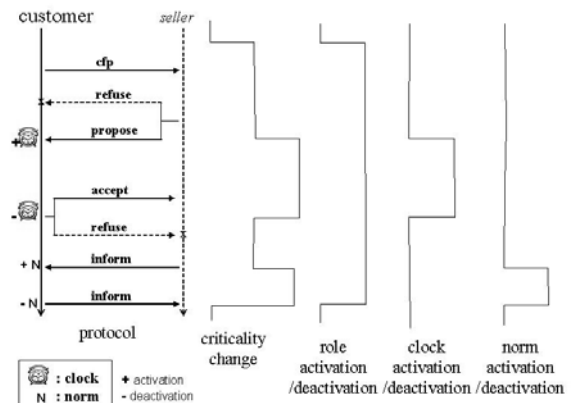 customer seller
cfp
refuse
+ propose
accept
-
refuse
+ N inform
- N inform
protocol
criticality
change
role
activation
/deactivation
clock
activation
/deactivation
norm
activation
/deactivation
: clock + activation
N : norm - deactivation